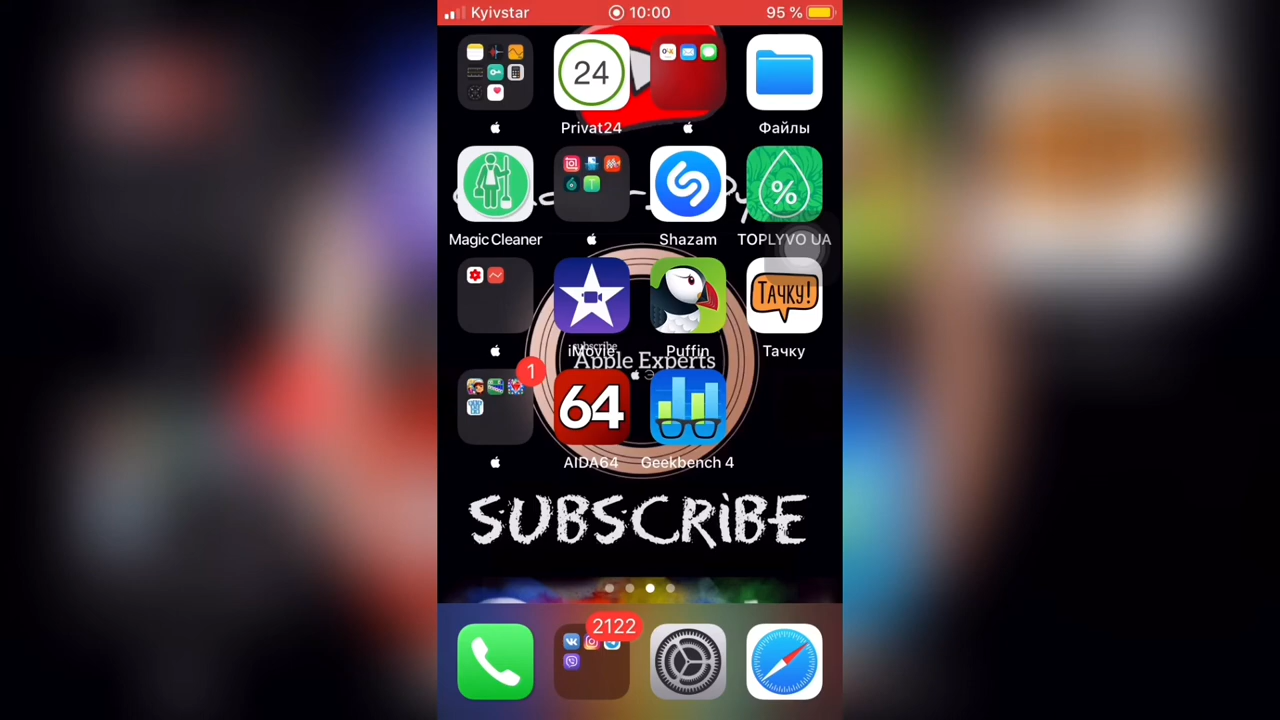 Kyivstar 10:00 95 %
24
Privat24 Файлы
%
Magic Cleaner Shazam TOPLYVO UA
ТАЧКУ!
iMovie Puffin Тачку
subscribe
Apple Experts
1
64
AIDA64 Geekbench 4
SUBSCRIBE
2122